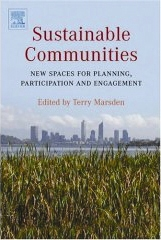 Sustainable
Communities
NEW SPACES FOR PLANNING,
PARTICIPATION AND ENGAGEMENT
Edited by Terry Marsden